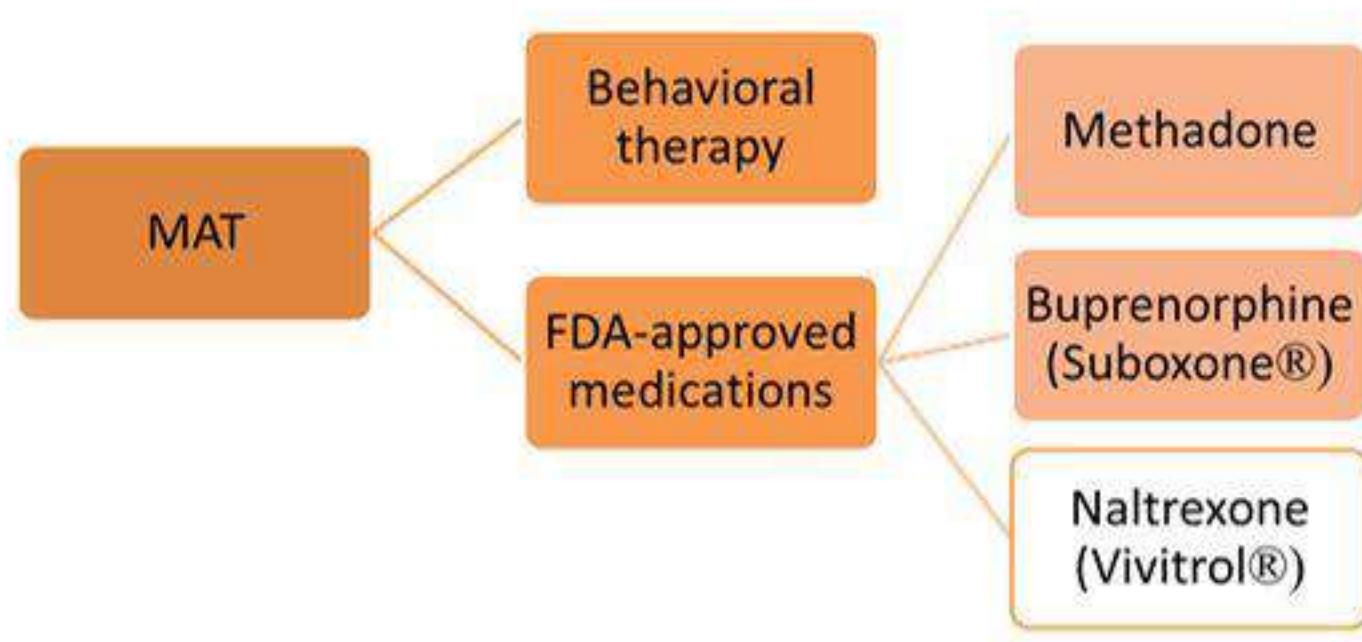 MAT
Behavioral
therapy
FDA-approved
medications
Methadone
Buprenorphine
(Suboxone®)
Naltrexone
(Vivitrol®)